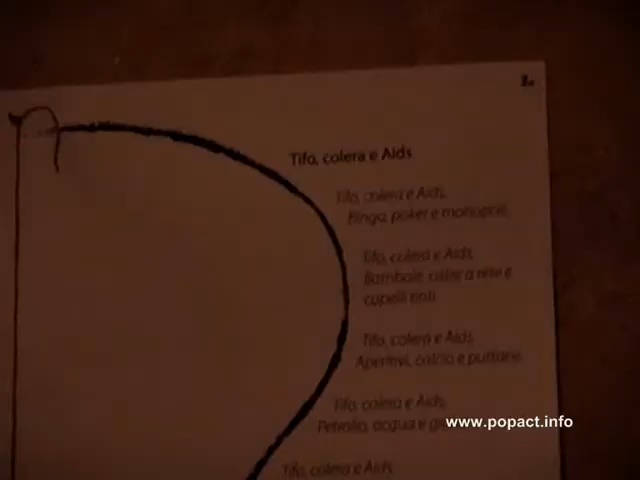 Tifo, colera e Aids
Tifo, colera e Aids,
Bingo, poker e monopoli.
Tifo, colera e Aids,
Bambole, calze a rete e
capelli tinti.
Tifo, colera e Aids,
Aperitivi, calcio e puttane.
Tifo, colera e Aids,
Petrolio, acqua e
www.popact.info
Tifo, colera e Aids,